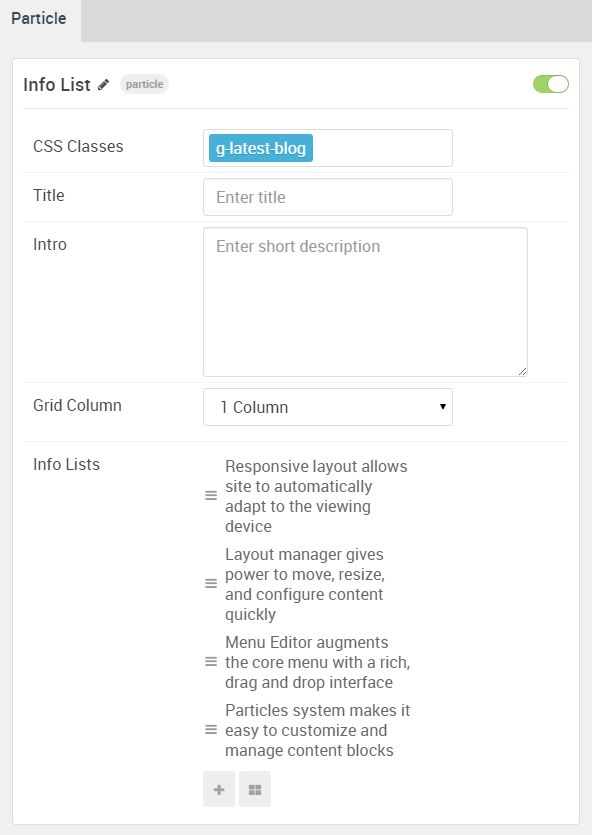 Particle
Info List particle
CSS Classes g-latest-blog
Title Enter title
Intro Enter short description
Grid Column 1 Column
Info Lists
Responsive layout allows
site to automatically
adapt to the viewing
device
Layout manager gives
power to move, resize,
and configure content
quickly
Menu Editor augments
the core menu with a rich,
drag and drop interface
Particles system makes it
easy to customize and
manage content blocks